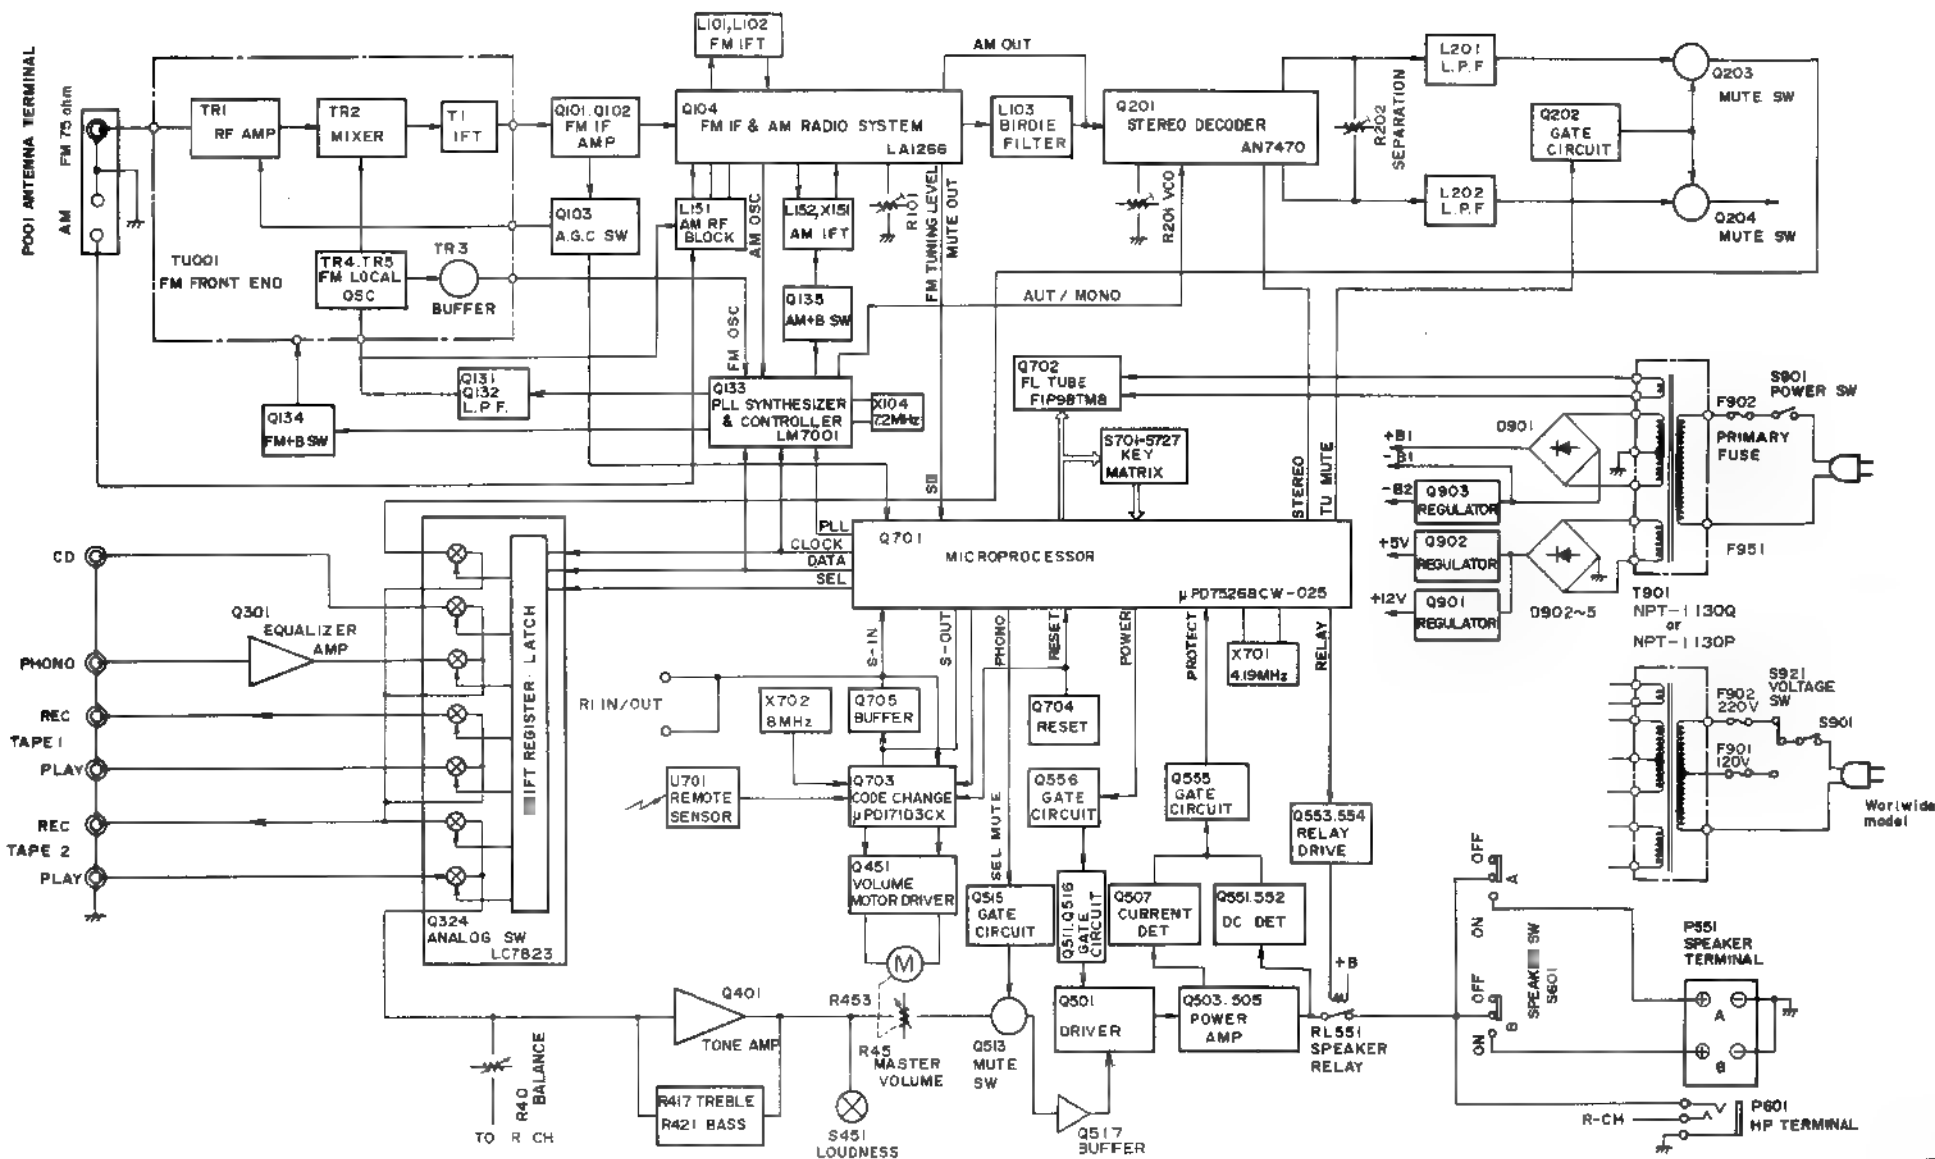 POO1 ANTENNA TERMINAL
FM 75 ohm
AM
TR1
RF AMP
TR2
MIXER
T1
IFT
TR4.TR5
FM LOCAL
OSC
TR3
BUFFER
TU001
FM FRONT END
Q101.Q102
FM IF
AMP
Q103
A.G.C SW
L101,L102
FM IFT
Q104
FM IF & AM RADIO SYSTEM
LA1266
AM OUT
L103
BIRDIE
FILTER
Q201
STEREO DECODER
AN7470
R202
SEPARATION
L201
L.P.F
L202
L.P.F
Q202
GATE
CIRCUIT
Q203
MUTE SW
Q204
MUTE SW
L151
AM RF
BLOCK
AM OSC
L152,X151
AM IFT
R101
FM TUNING LEVEL
MUTE OUT
R201 VCO
Q135
AM+B SW
AUT / MONO
FM OSC
Q131
Q132
L.P.F.
Q134
FM+B SW
Q133
PLL SYNTHESIZER
& CONTROLLER
LM7001
X104
7.2MHz
Q702
FL TUBE
FIP9BTM8
S701-S727
KEY
MATRIX
SD
STEREO
TU MUTE
S901
POWER SW
F902
PRIMARY
FUSE
F951
D901
+B1
-B1
-B2
Q903
REGULATOR
+5V
Q902
REGULATOR
+12V
Q901
REGULATOR
D902~5
T901
NPT-1130Q
or
NPT-1130P
S921
VOLTAGE
SW
F902
220V
S901
F901
120V
Worlwide
model
CD
PHONO
REC
TAPE 1
PLAY
REC
TAPE 2
PLAY
Q301
EQUALIZER
AMP
IFT REGISTER · LATCH
Q324
ANALOG SW
LC7823
PLL
CLOCK
DATA
SEL
Q701
MICROPROCESSOR
μPD75268CW-025
S-IN
S-OUT
PHONO
RESET
POWER
PROTECT
X701
4.19MHz
RELAY
RI IN/OUT
X702
8MHz
Q705
BUFFER
Q704
RESET
U701
REMOTE
SENSOR
Q703
CODE CHANGE
μPD17103CX
Q556
GATE
CIRCUIT
Q555
GATE
CIRCUIT
Q553.554
RELAY
DRIVE
Q451
VOLUME
MOTOR DRIVER
SEL MUTE
Q515
GATE
CIRCUIT
Q511.Q516
GATE
CIRCUIT
Q507
CURRENT
DET
Q551.552
DC DET
M
R453
R45
MASTER
VOLUME
Q513
MUTE
SW
Q501
DRIVER
Q503.505
POWER
AMP
+B
RL551
SPEAKER
RELAY
Q517
BUFFER
Q401
TONE AMP
R40
BALANCE
TO R CH
R417 TREBLE
R421 BASS
S451
LOUDNESS
OFF
A
ON
OFF
B
ON
SPEAK SW
S601
P551
SPEAKER
TERMINAL
A
B
R-CH
P601
HP TERMINAL